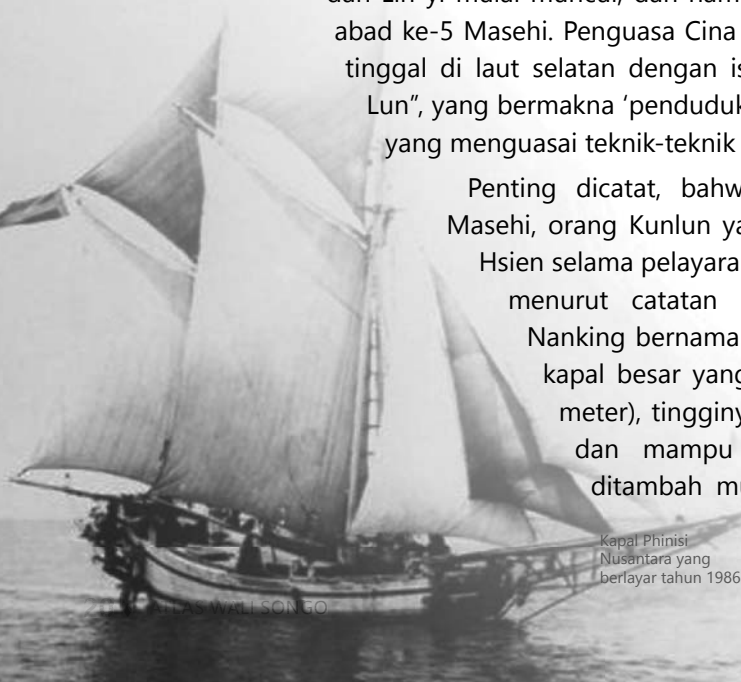 dan Lin-yi mulai muncul, dan nam
abad ke-5 Masehi. Penguasa Cina
tinggal di laut selatan dengan is
Lun”, yang bermakna ‘penduduk
yang menguasai teknik-teknik
Penting dicatat, bahw
Masehi, orang Kunlun ya
Hsien selama pelayara
menurut catatan
Nanking bernama
kapal besar yang
meter), tingginy
dan mampu
ditambah mu
Kapal Phinisi
Nusantara yang
berlayar tahun 1986
ATLAS WALI SONGO